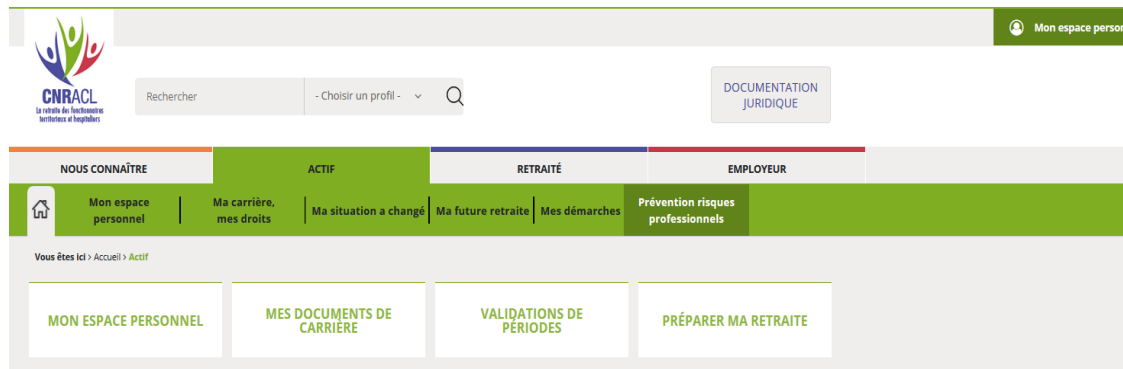 Mon espace person
CNRACL
La retraite des fonctionnaires
territoriaux et hospitaliers
Rechercher
- Choisir un profil -
DOCUMENTATION
JURIDIQUE
NOUS CONNAÎTRE
ACTIF
RETRAITÉ
EMPLOYEUR
Mon espace
personnel
Ma carrière,
mes droits
Ma situation a changé
Ma future retraite
Mes démarches
Prévention risques
professionnels
Vous êtes ici > Accueil > Actif
MON ESPACE PERSONNEL
MES DOCUMENTS DE
CARRIÈRE
VALIDATIONS DE
PÉRIODES
PRÉPARER MA RETRAITE